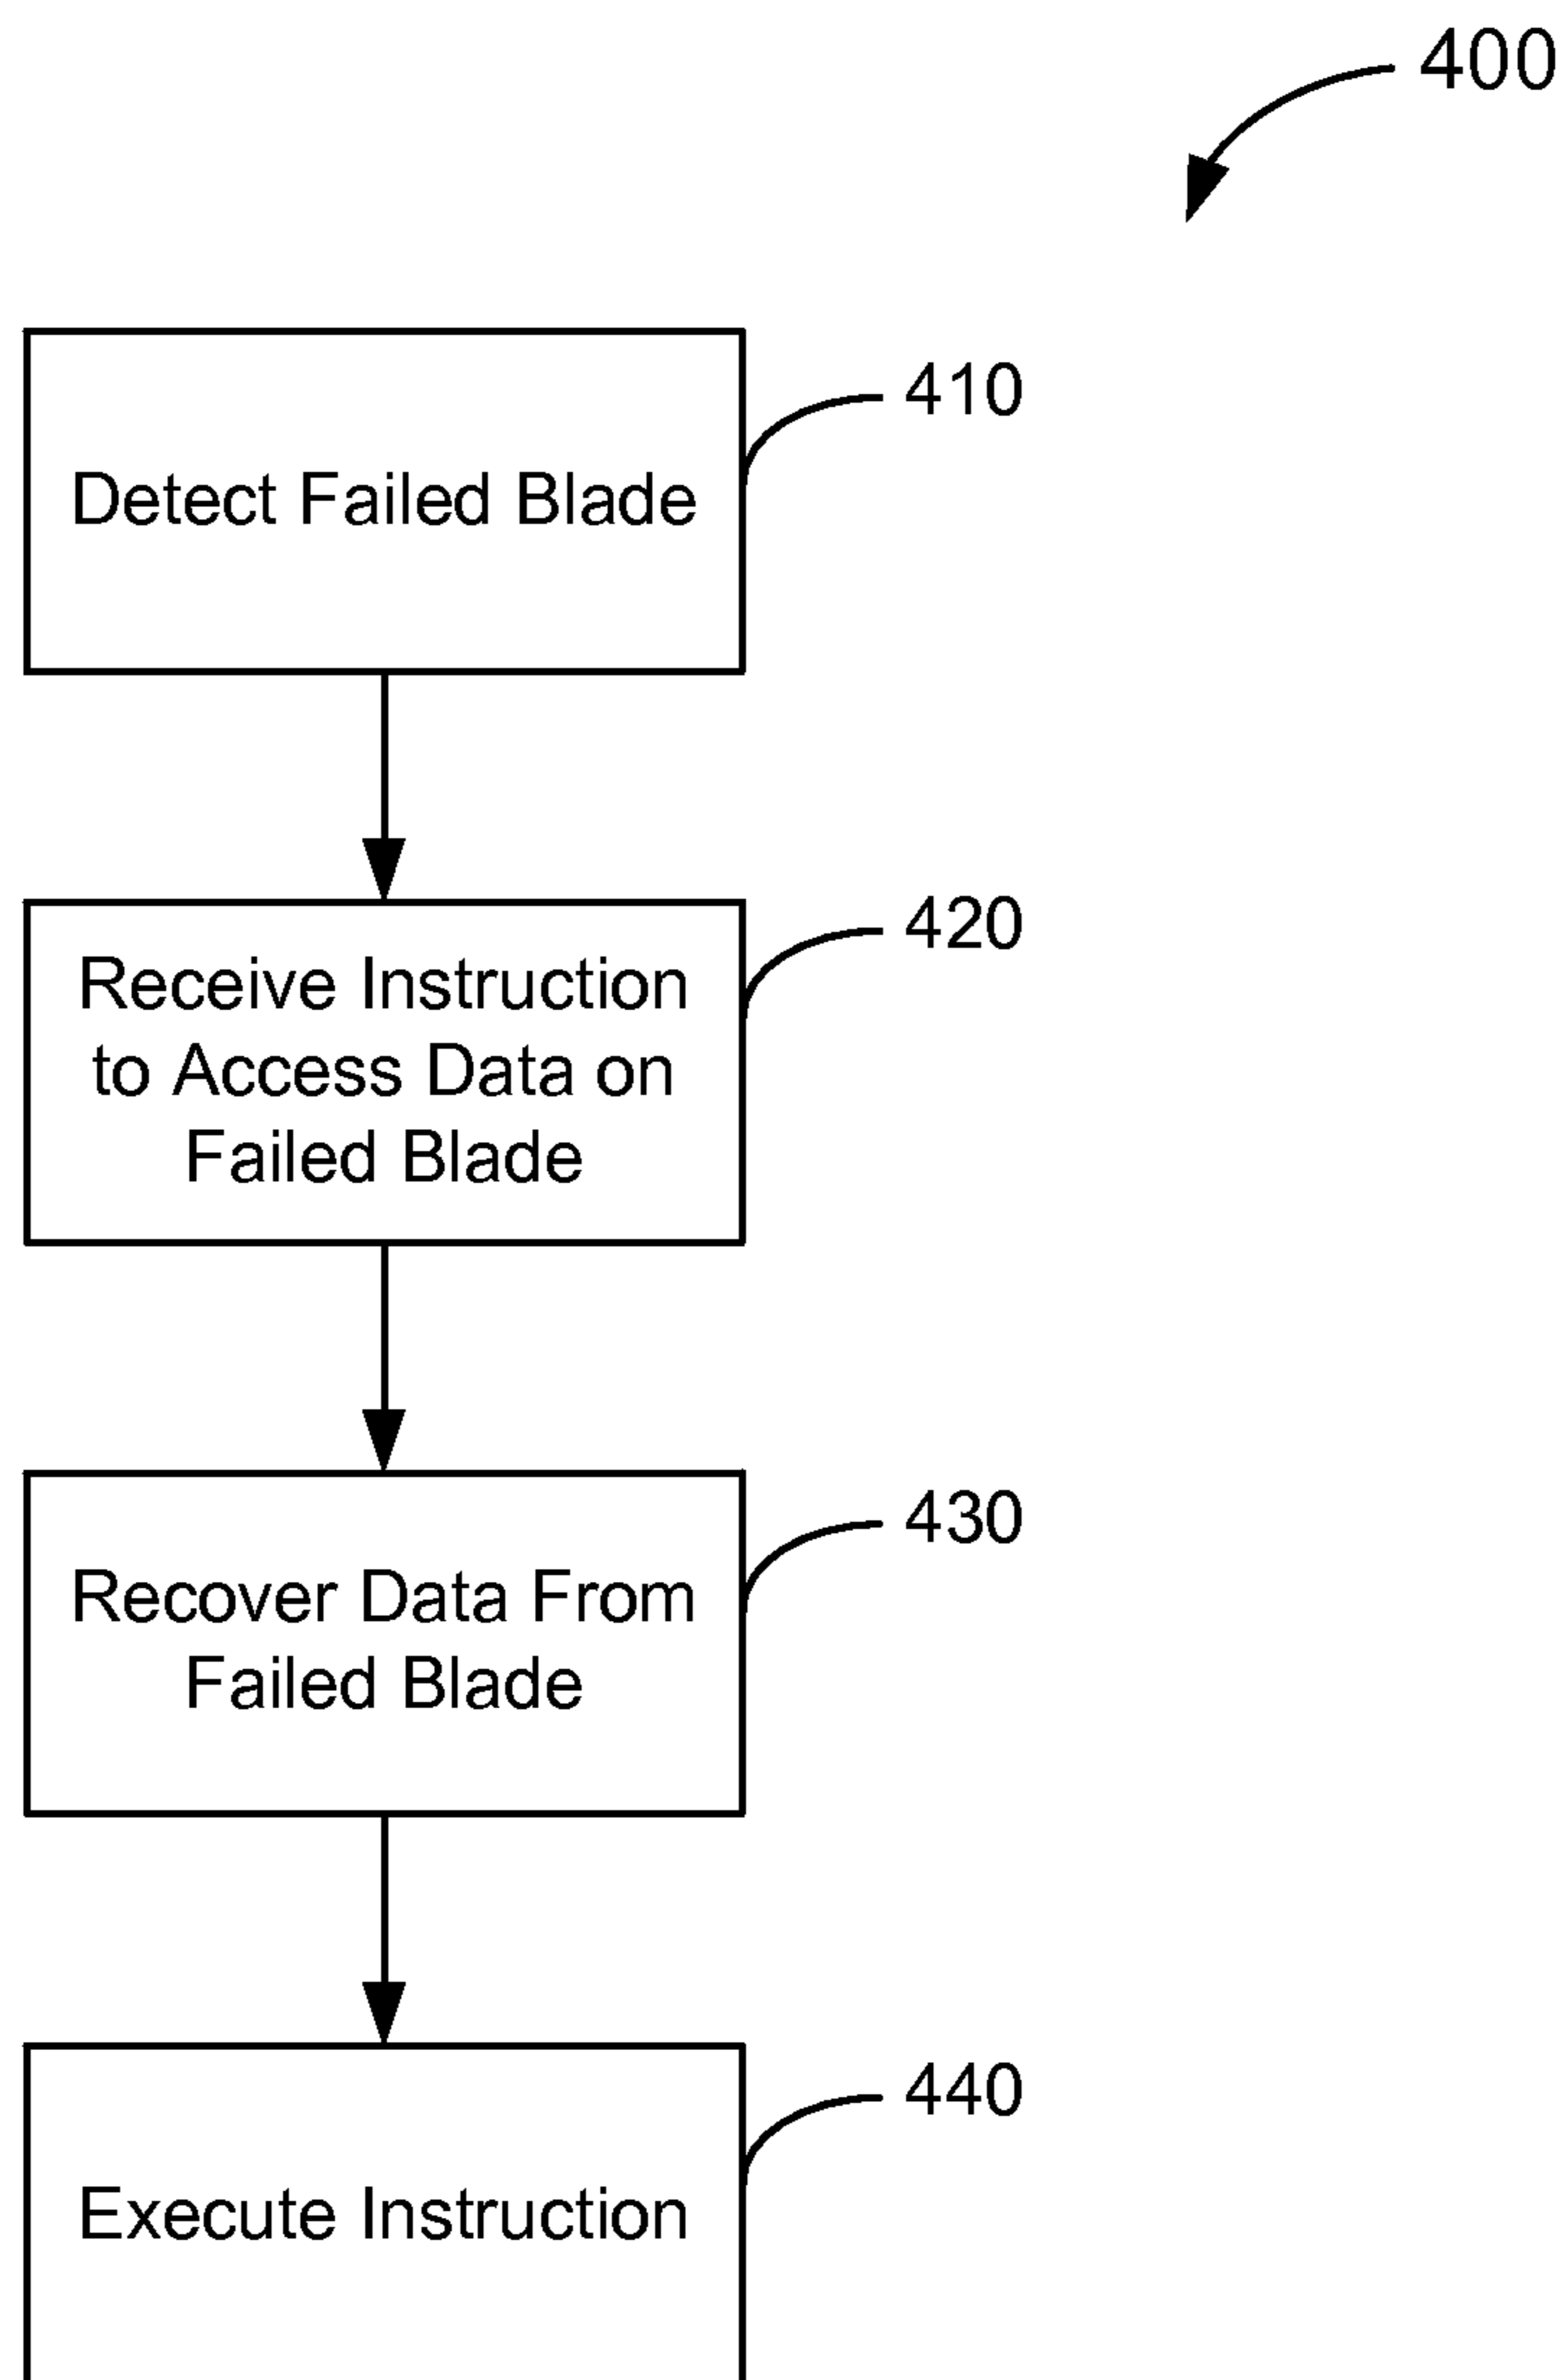 400
410
Detect Failed Blade
420
Receive Instruction
to Access Data on
Failed Blade
430
Recover Data From
Failed Blade
440
Execute Instruction